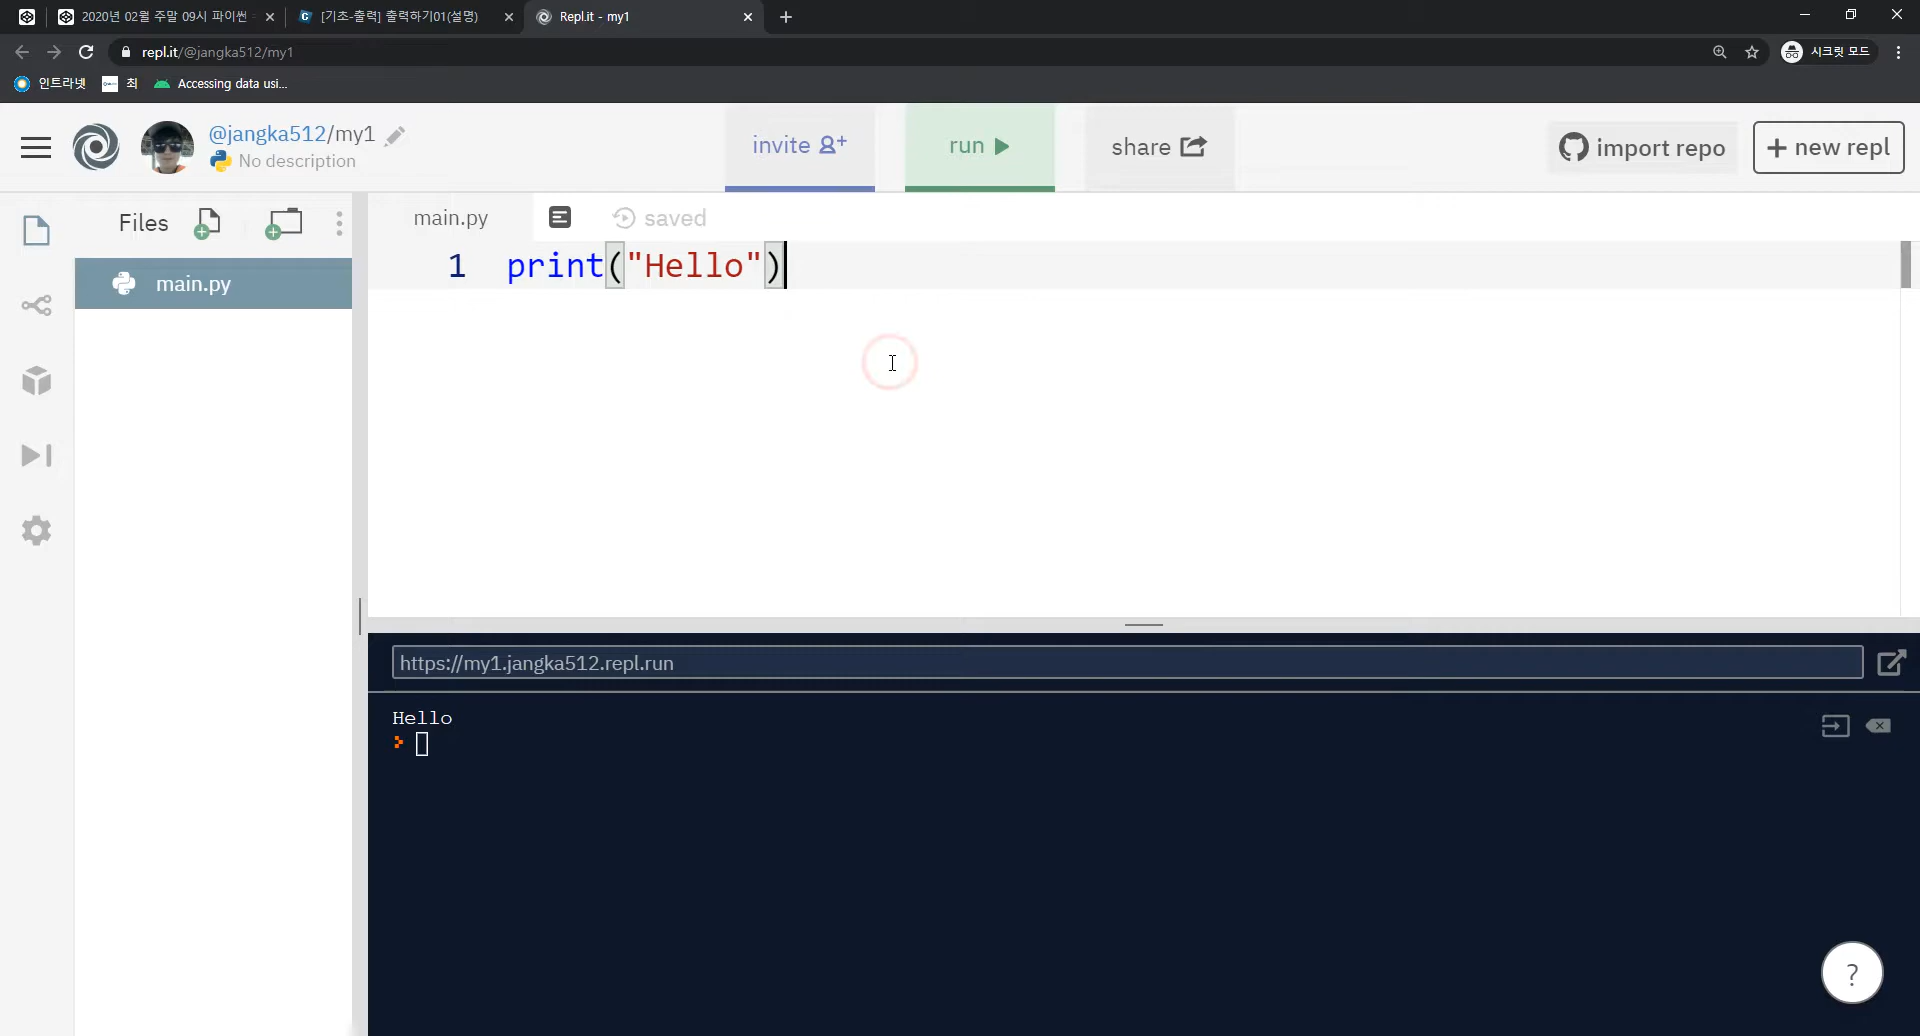 2020년 02월 주말 09시 파이썬
[기초-출력] 출력하기01(설명)
Repl.it - my1
repl.it/@jangka512/my1
시크릿 모드
인트라넷
최
Accessing data usi...
@jangka512/my1
No description
invite
run
share
import repo
+ new repl
Files
main.py
saved
main.py
1 print("Hello")
https://my1.jangka512.repl.run
Hello
?